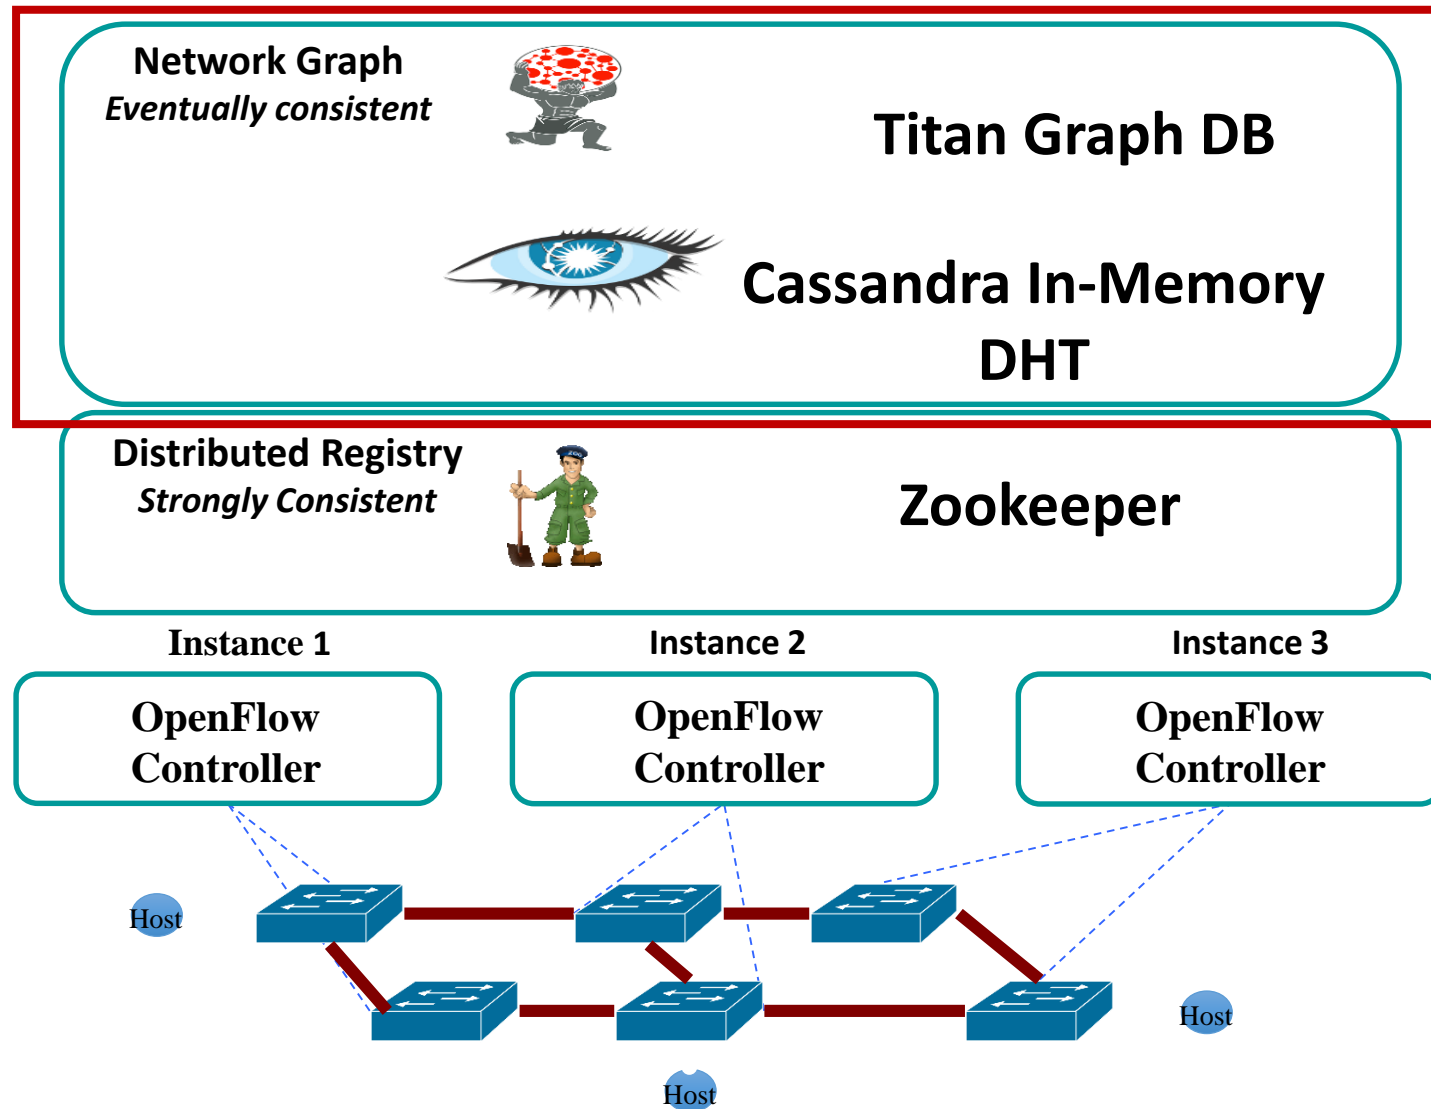 Network Graph
Eventually consistent
Titan Graph DB
Cassandra In-Memory
DHT
Distributed Registry
Strongly Consistent
ZOO
Zookeeper
Instance 1
Instance 2
Instance 3
OpenFlow
Controller
OpenFlow
Controller
OpenFlow
Controller
Host
Host
Host